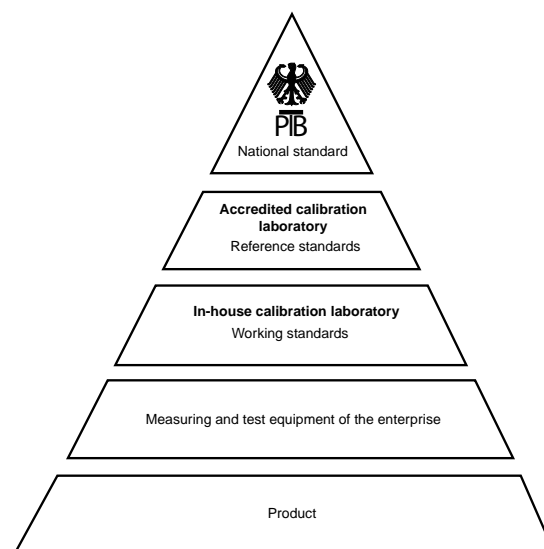 PTB
National standard
Accredited calibration
laboratory
Reference standards
In-house calibration laboratory
Working standards
Measuring and test equipment of the enterprise
Product